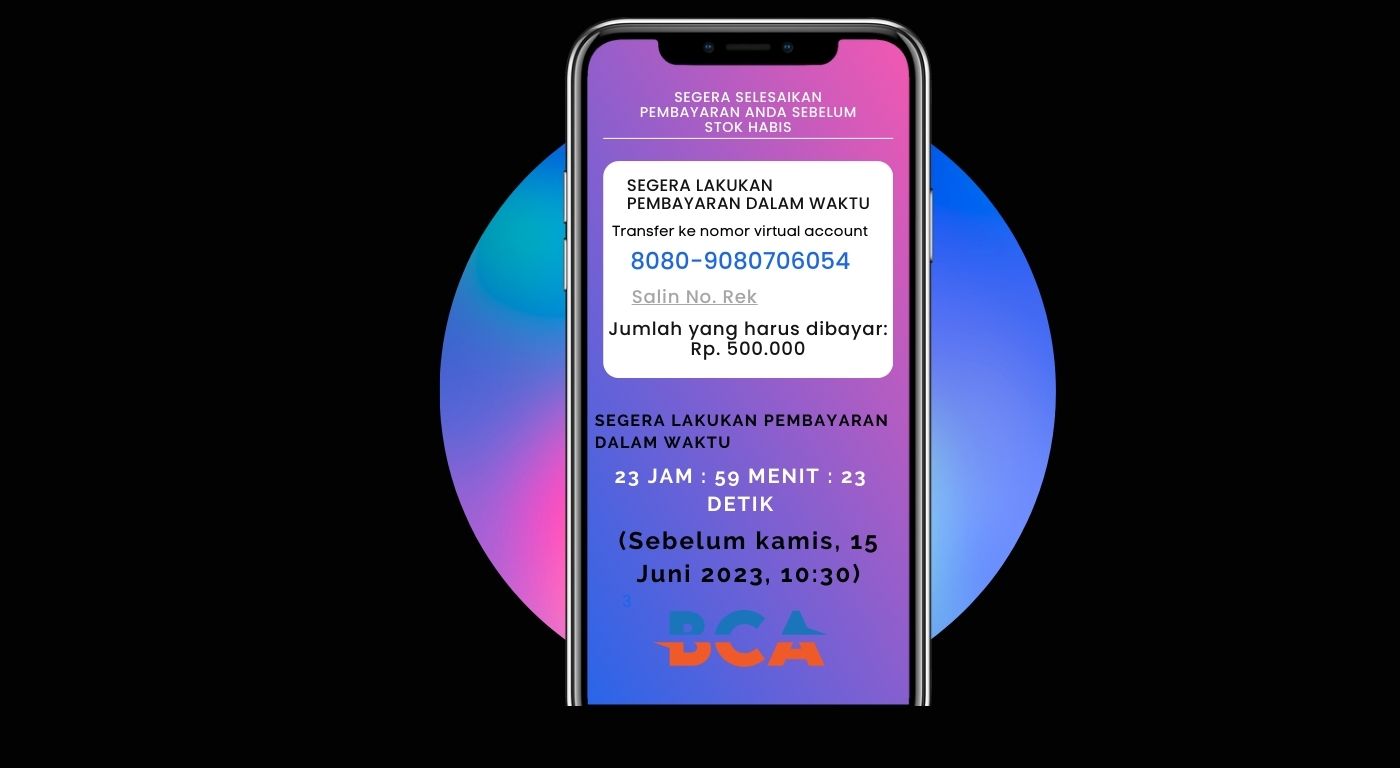 SEGERA SELESAIKAN
PEMBAYARAN ANDA SEBELUM
STOK HABIS
SEGERA LAKUKAN
PEMBAYARAN DALAM WAKTU
Transfer ke nomor virtual account
8080-9080706054
Salin No. Rek
Jumlah yang harus dibayar:
Rp. 500.000
SEGERA LAKUKAN PEMBAYARAN
DALAM WAKTU
23 JAM : 59 MENIT : 23
DETIK
(Sebelum kamis, 15
Juni 2023, 10:30)
3
BCA